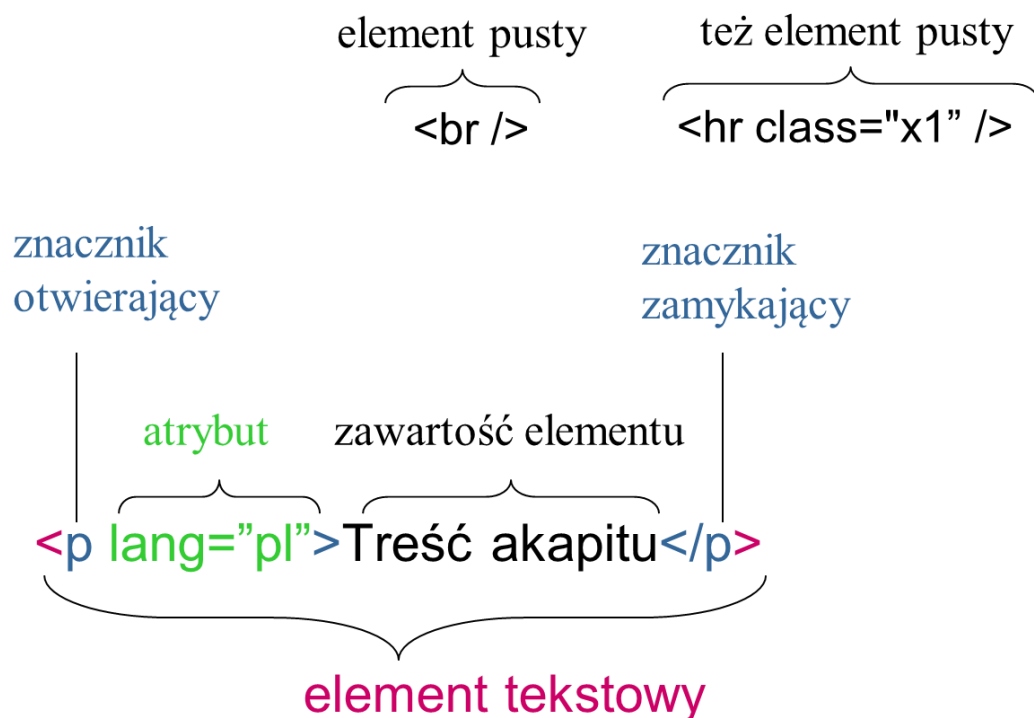 element pusty
też element pusty
<br />
<hr class="x1” />
znacznik
otwierający
znacznik
zamykający
atrybut
zawartość elementu
<p lang=”pl”>Treść akapitu</p>
element tekstowy